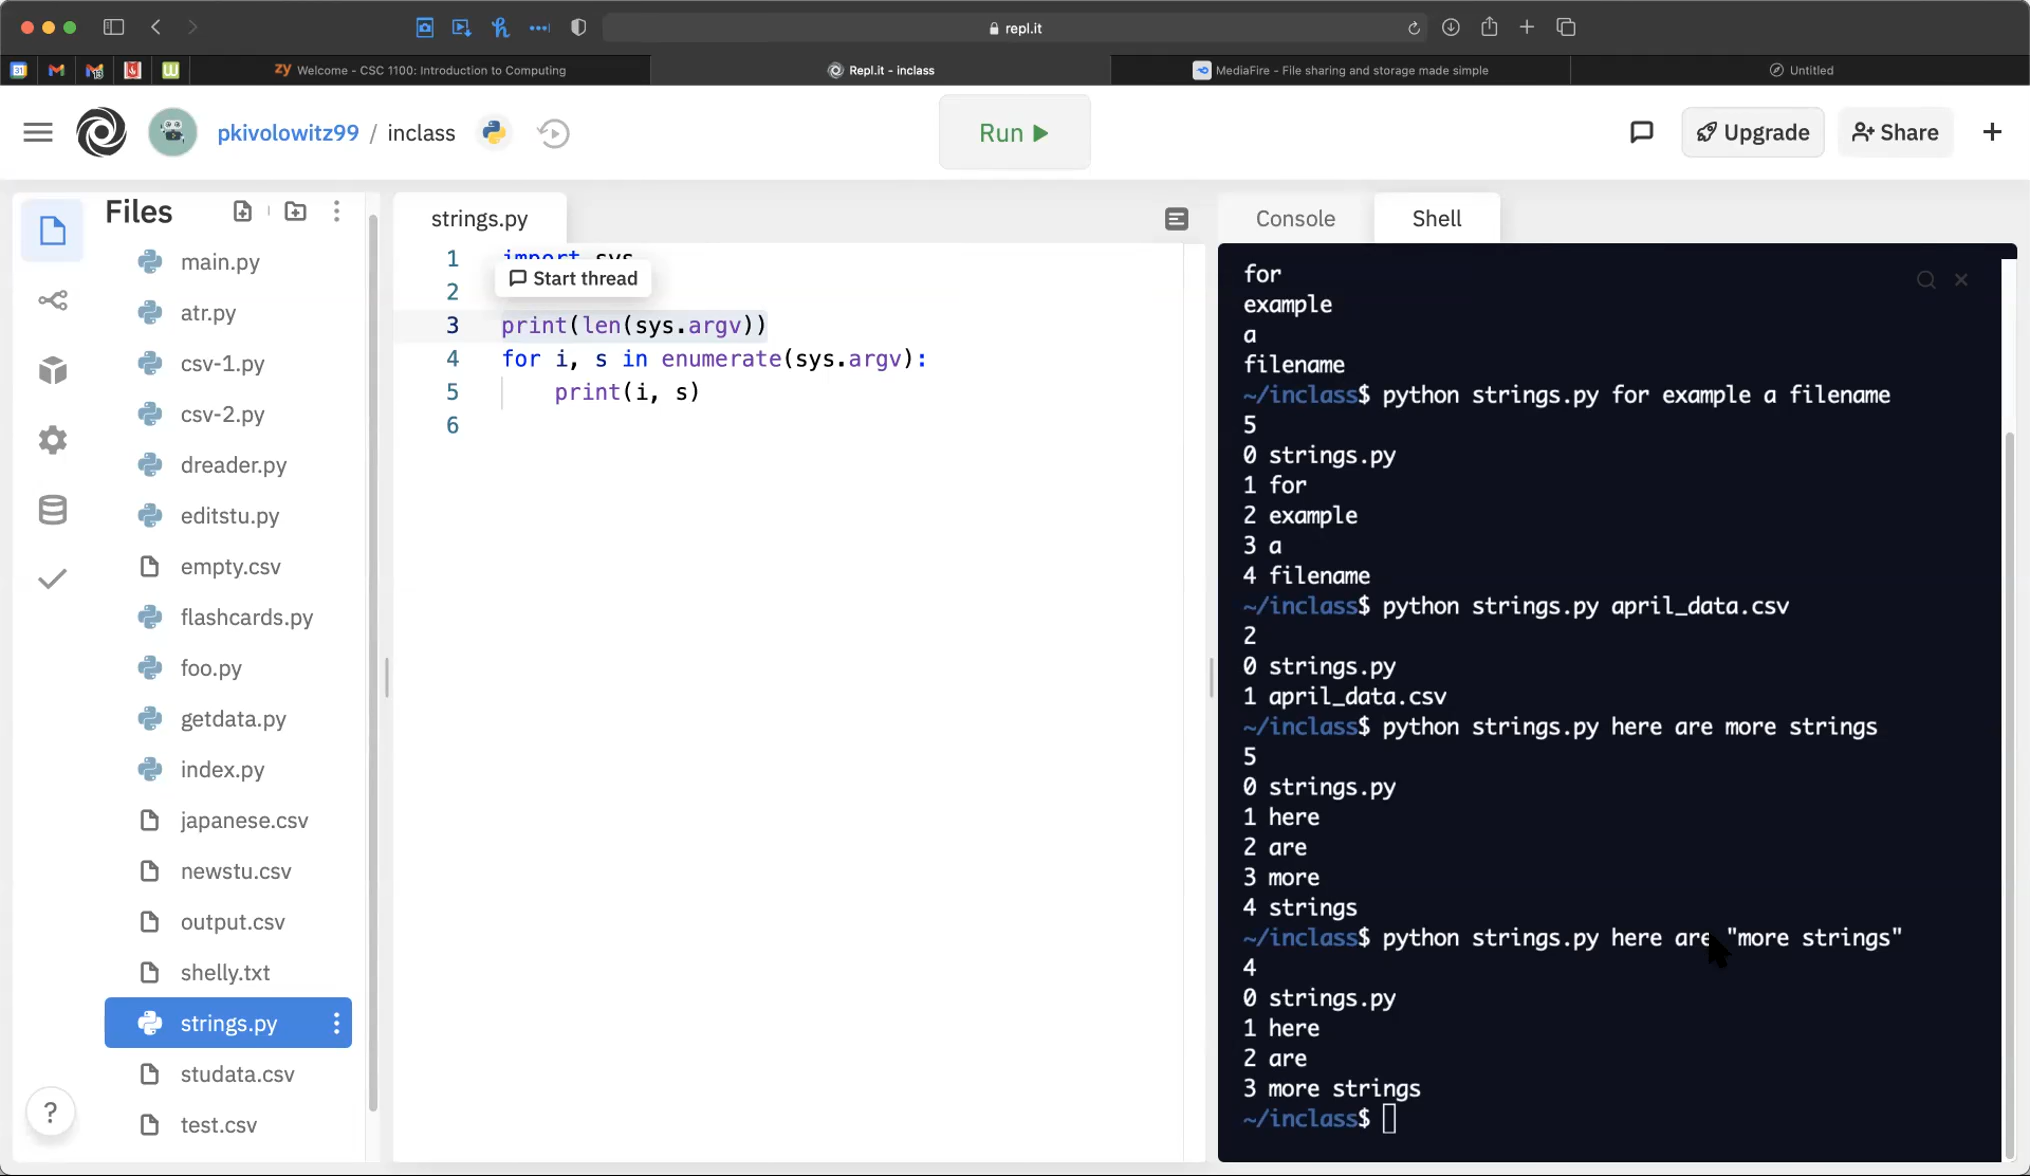 repl.it
Welcome - CSC 1100: Introduction to Computing
Repl.it - inclass
MediaFire - File sharing and storage made simple
Untitled
pkivolowitz99 / inclass
Run
Upgrade
Share
Files
main.py
atr.py
csv-1.py
csv-2.py
dreader.py
editstu.py
empty.csv
flashcards.py
foo.py
getdata.py
index.py
japanese.csv
newstu.csv
output.csv
shelly.txt
strings.py
studata.csv
test.csv
?
strings.py
1 import sys
Start thread
2
3 print(len(sys.argv))
4 for i, s in enumerate(sys.argv):
5 print(i, s)
6
Console
Shell
for
example
a
filename
~/inclass$ python strings.py for example a filename
5
0 strings.py
1 for
2 example
3 a
4 filename
~/inclass$ python strings.py april_data.csv
2
0 strings.py
1 april_data.csv
~/inclass$ python strings.py here are more strings
5
0 strings.py
1 here
2 are
3 more
4 strings
~/inclass$ python strings.py here are "more strings"
4
0 strings.py
1 here
2 are
3 more strings
~/inclass$